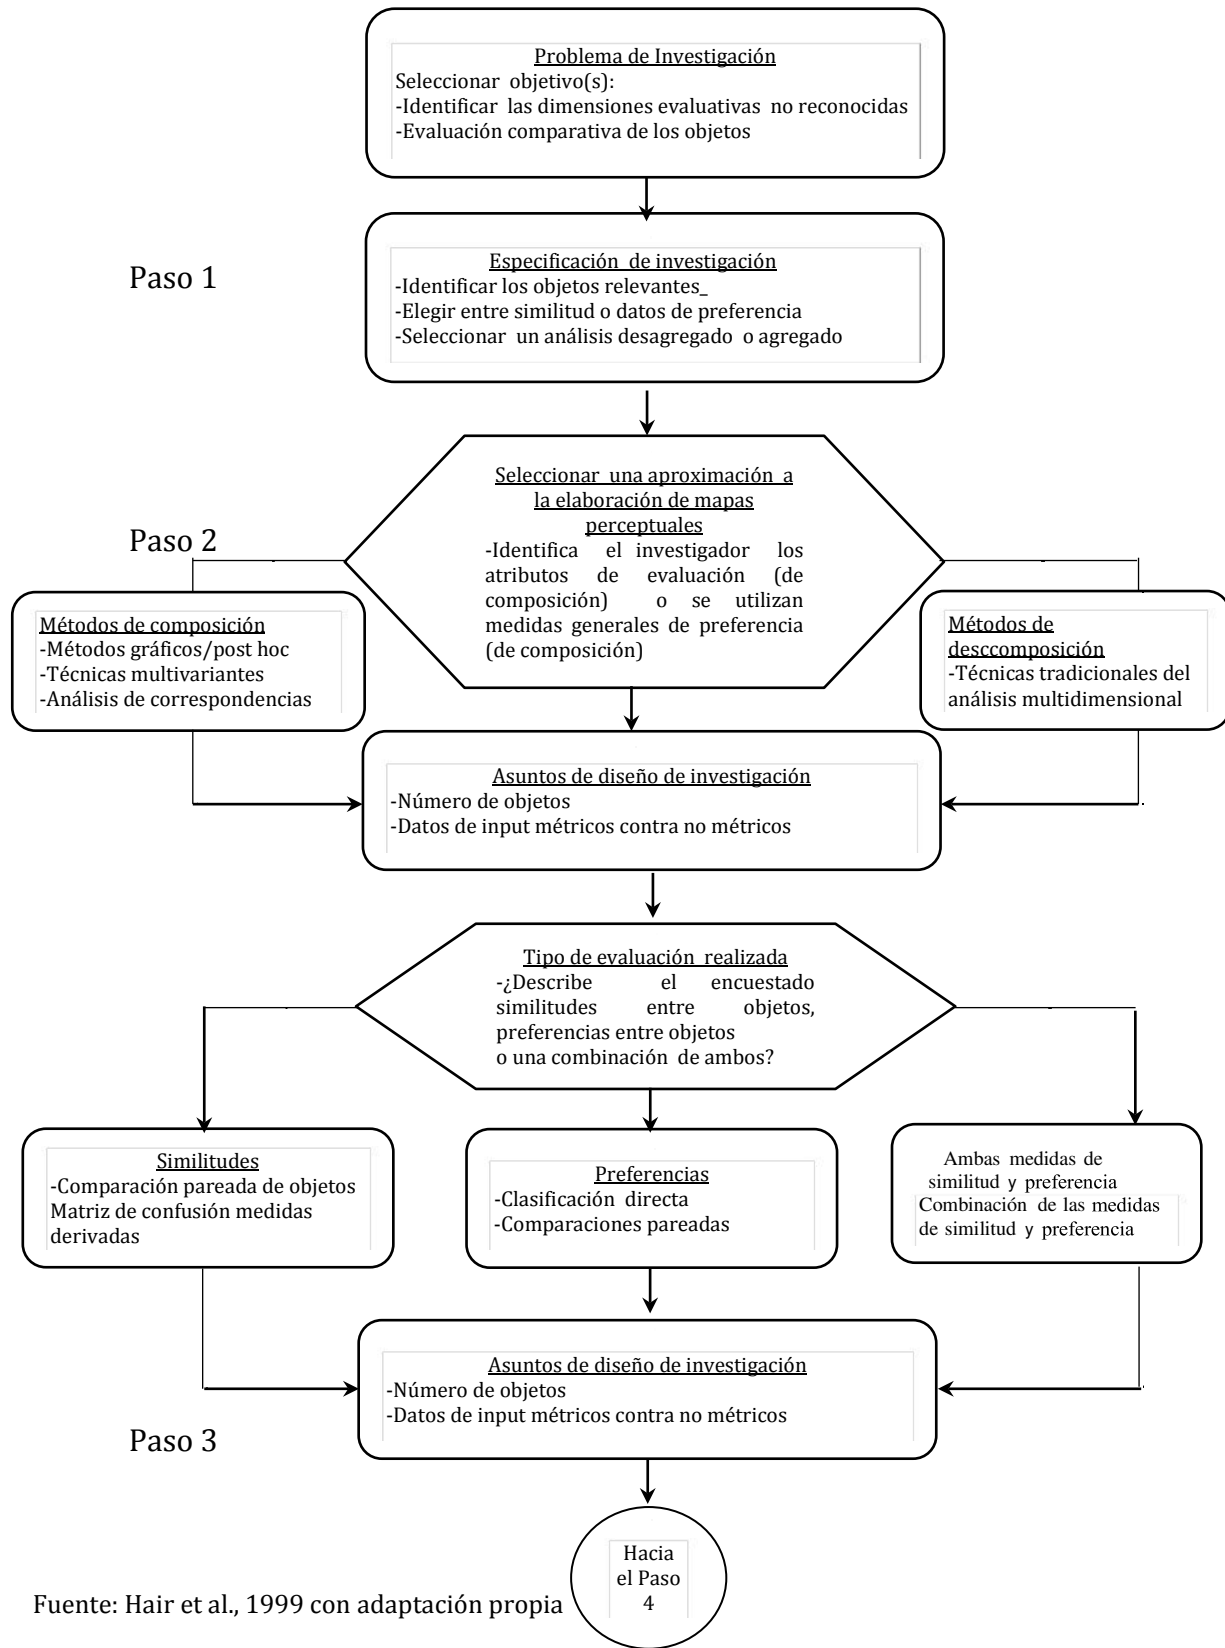 Problema de Investigación
Seleccionar objetivo(s):
-Identificar las dimensiones evaluativas no reconocidas
-Evaluación comparativa de los objetos
Paso 1
Especificación de investigación
-Identificar los objetos relevantes_
-Elegir entre similitud o datos de preferencia
-Seleccionar un análisis desagregado o agregado
Paso 2
Seleccionar una aproximación a
la elaboración de mapas
perceptuales
-Identifica el investigador los
atributos de evaluación (de
composición) o se utilizan
medidas generales de preferencia
(de composición)
Métodos de composición
-Métodos gráficos/post hoc
-Técnicas multivariantes
-Análisis de correspondencias
Métodos de
desccomposición
-Técnicas tradicionales del
análisis multidimensional
Asuntos de diseño de investigación
-Número de objetos
-Datos de input métricos contra no métricos
Tipo de evaluación realizada
-¿Describe el encuestado
similitudes entre objetos,
preferencias entre objetos
o una combinación de ambos?
Similitudes
-Comparación pareada de objetos
Matriz de confusión medidas
derivadas
Preferencias
-Clasificación directa
-Comparaciones pareadas
Ambas medidas de
similitud y preferencia
Combinación de las medidas
de similitud y preferencia
Asuntos de diseño de investigación
-Número de objetos
-Datos de input métricos contra no métricos
Paso 3
Hacia
el Paso
4
Fuente: Hair et al., 1999 con adaptación propia